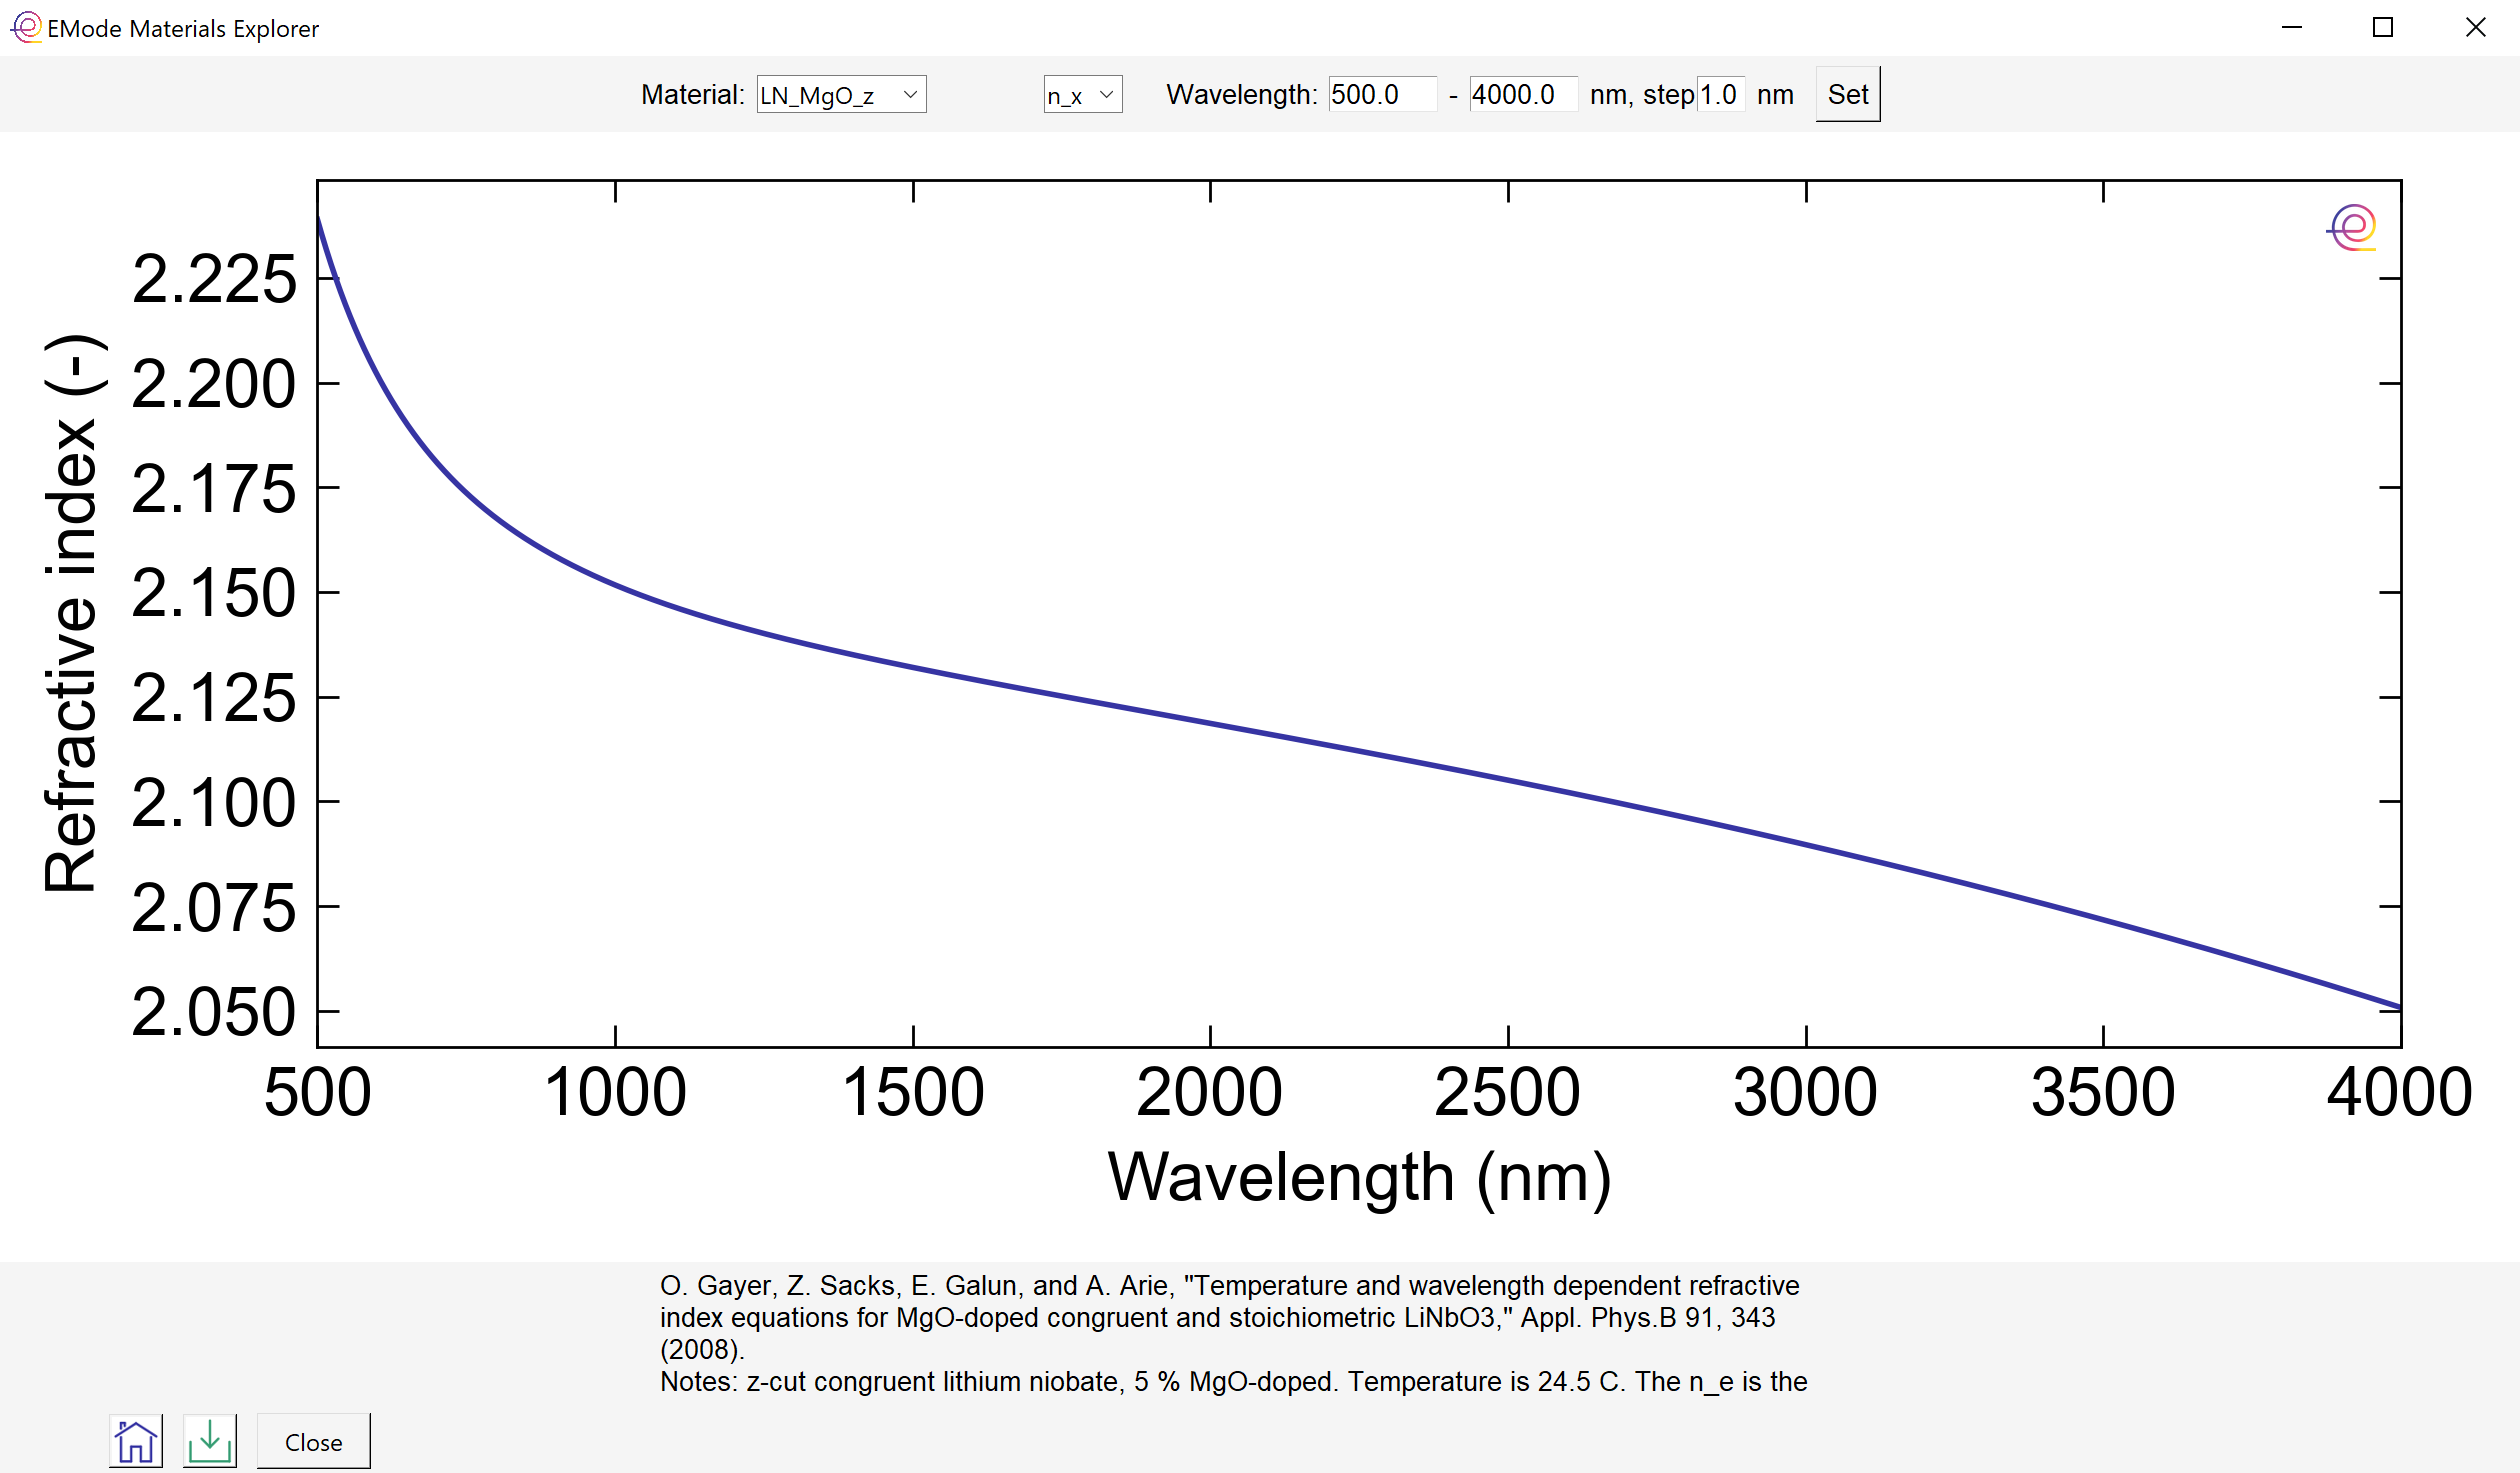 EMode Materials Explorer
Material: LN_MgO_z n_x Wavelength: 500.0 - 4000.0 nm, step 1.0 nm Set
2.225
2.200
2.175
2.150
2.125
2.100
2.075
2.050
Refractive index (-)
500 1000 1500 2000 2500 3000 3500 4000
Wavelength (nm)
O. Gayer, Z. Sacks, E. Galun, and A. Arie, "Temperature and wavelength dependent refractive
index equations for MgO-doped congruent and stoichiometric LiNbO3," Appl. Phys.B 91, 343
(2008).
Notes: z-cut congruent lithium niobate, 5 % MgO-doped. Temperature is 24.5 C. The n_e is the
Close